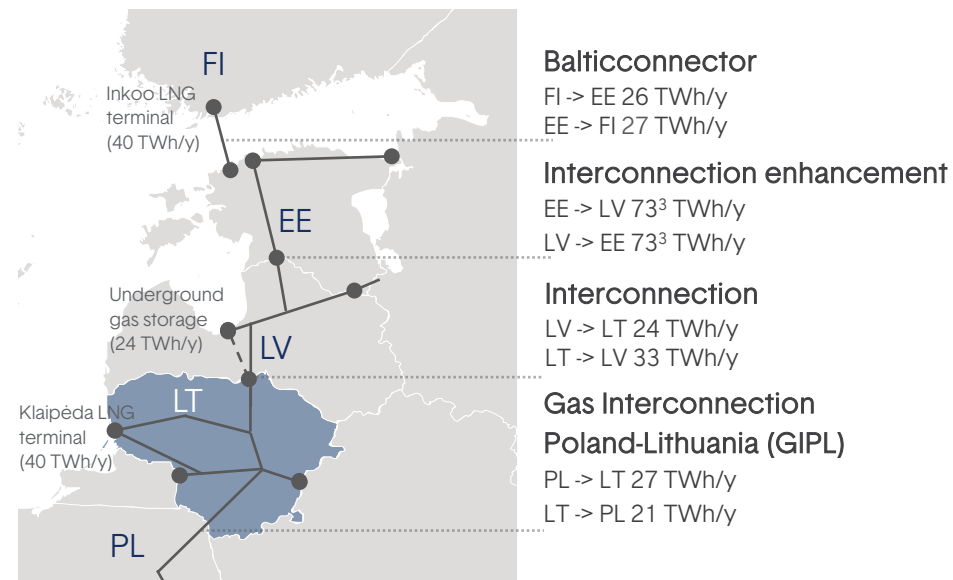 FI
Inkoo LNG
terminal
(40 TWh/y)
EE
Underground
gas storage
(24 TWh/y)
LV
LT
Klaipėda LNG
terminal
(40 TWh/y)
PL
Balticconnector
FI -> EE 26 TWh/y
EE -> FI 27 TWh/y
Interconnection enhancement
EE -> LV 73³ TWh/y
LV -> EE 73³ TWh/y
Interconnection
LV -> LT 24 TWh/y
LT -> LV 33 TWh/y
Gas Interconnection
Poland-Lithuania (GIPL)
PL -> LT 27 TWh/y
LT -> PL 21 TWh/y